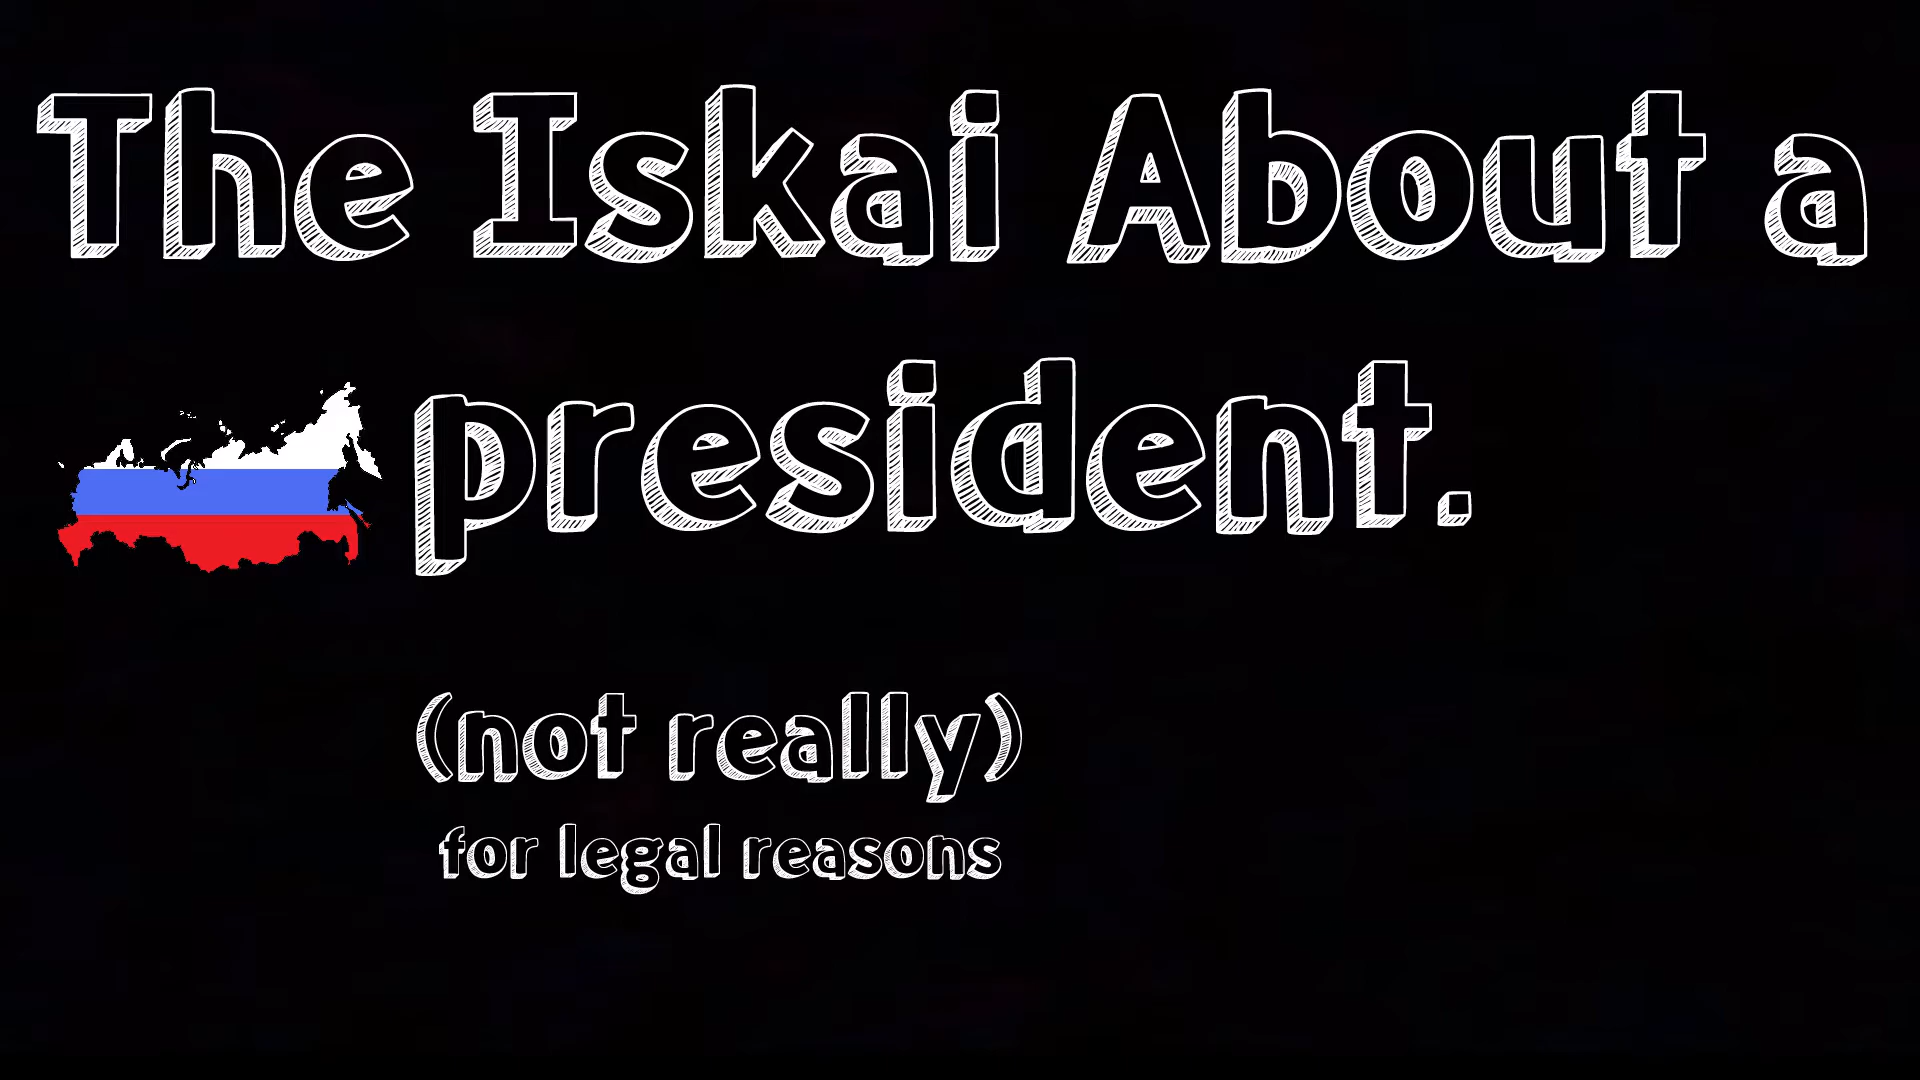 The Iskai About a
president.
(not really)
for legal reasons